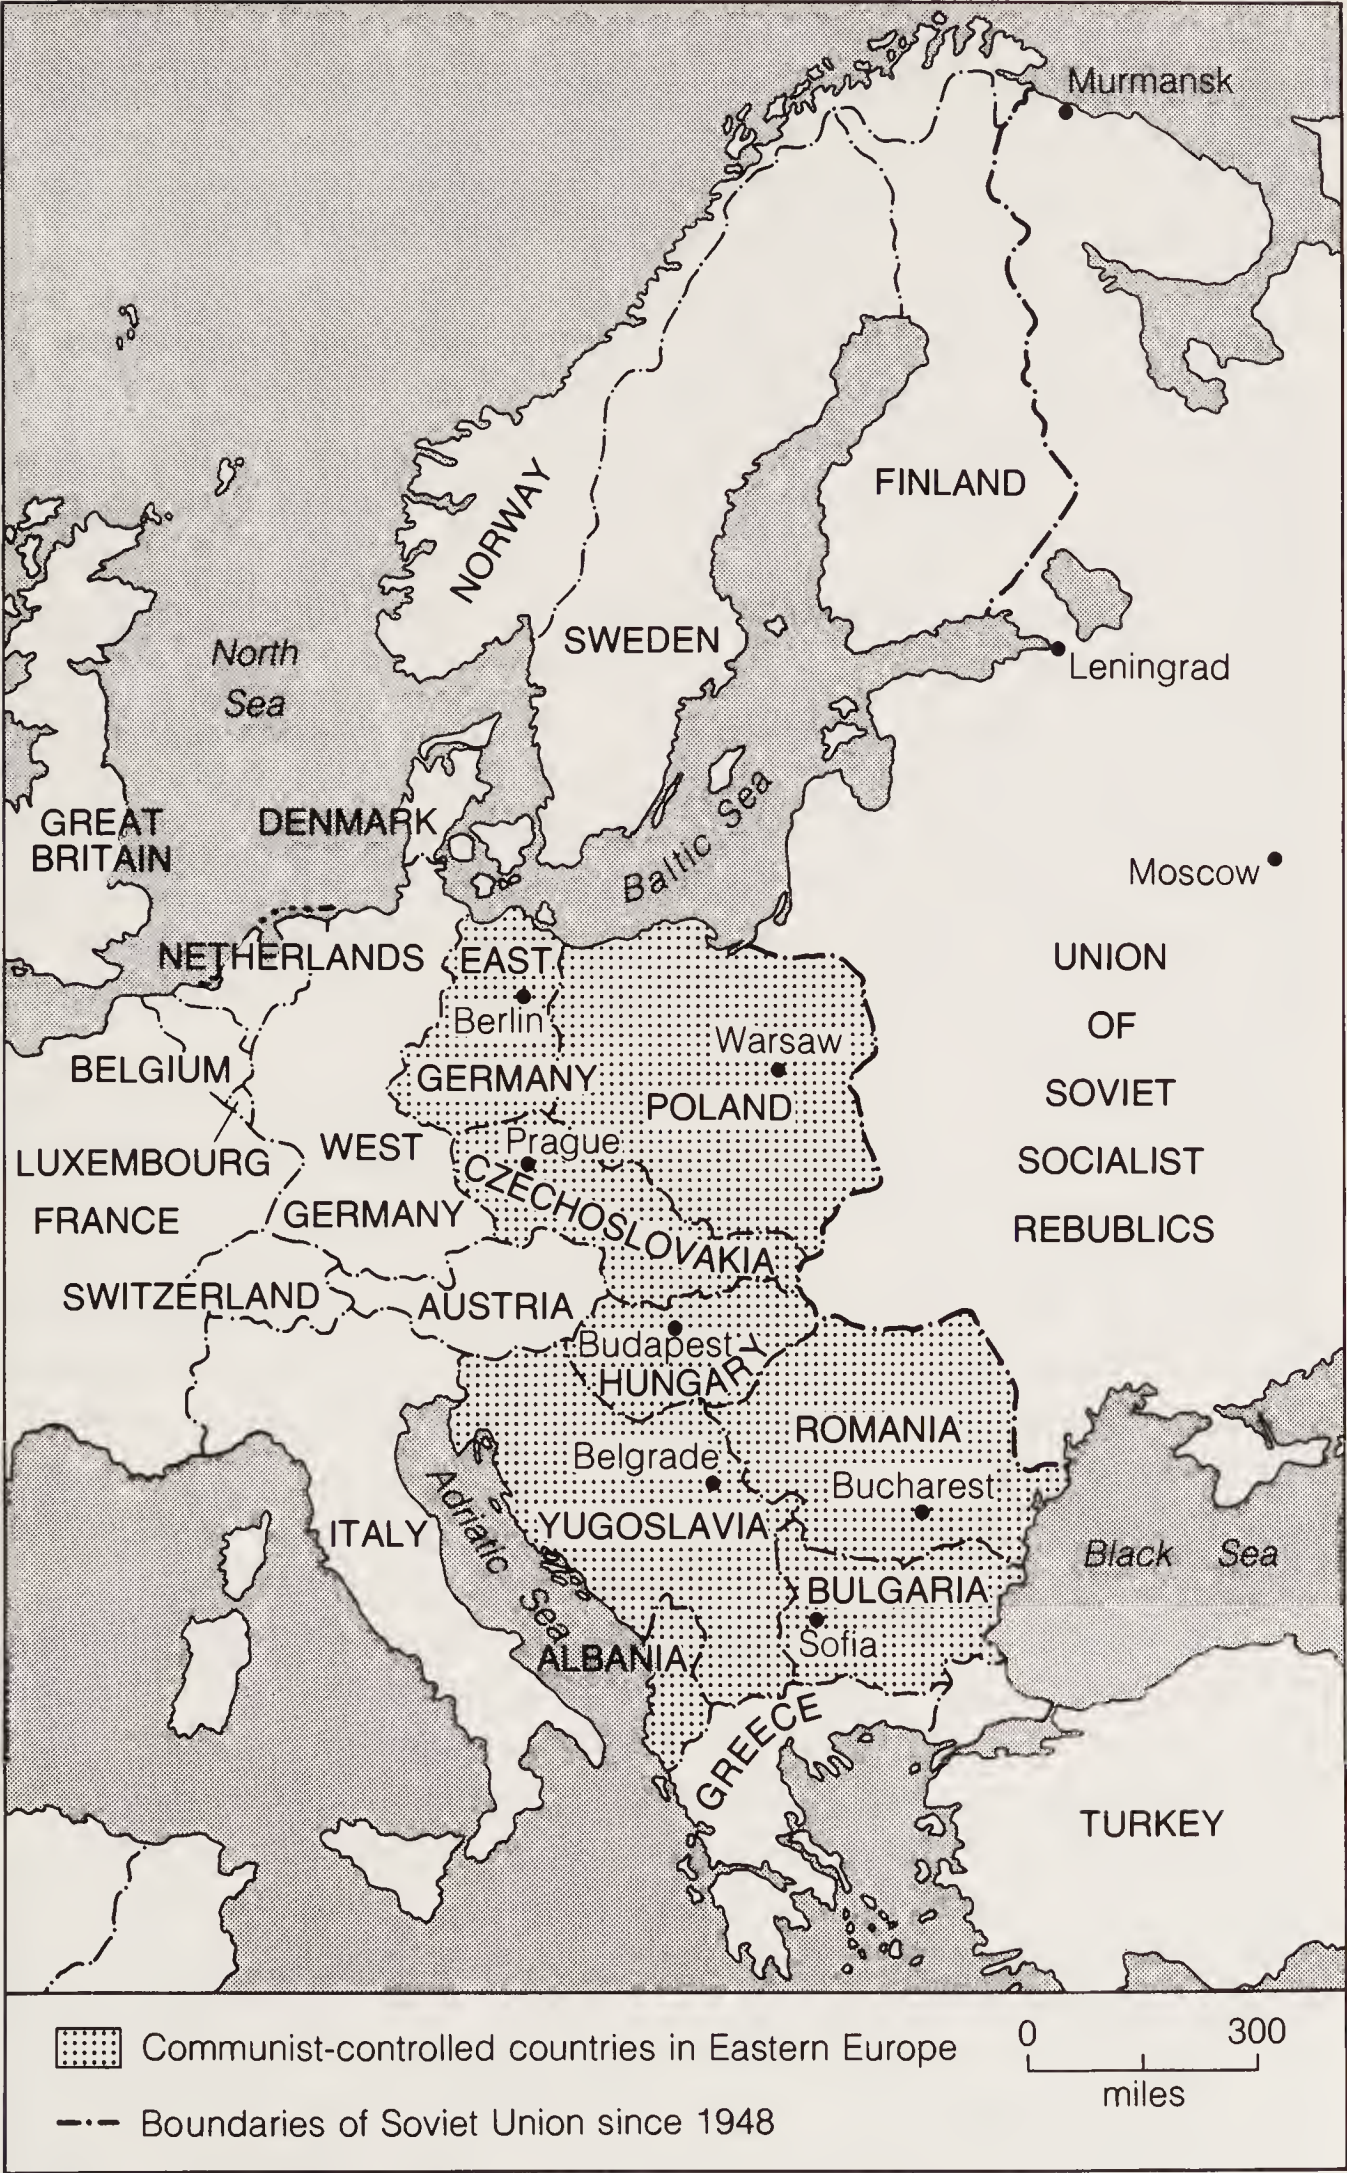 Murmansk
NORWAY
FINLAND
SWEDEN
Leningrad
North
Sea
GREAT
BRITAIN
DENMARK
Baltic Sea
Moscow
NETHERLANDS
EAST
Berlin
GERMANY
Warsaw
POLAND
UNION
OF
SOVIET
SOCIALIST
REBUBLICS
BELGIUM
LUXEMBOURG
WEST
GERMANY
Prague
CZECHOSLOVAKIA
FRANCE
SWITZERLAND
AUSTRIA
Budapest
HUNGARY
ROMANIA
Belgrade
Bucharest
Adriatic Sea
ITALY
YUGOSLAVIA
Black Sea
BULGARIA
Sofia
ALBANIA
GREECE
TURKEY
Communist-controlled countries in Eastern Europe
0 300
miles
Boundaries of Soviet Union since 1948